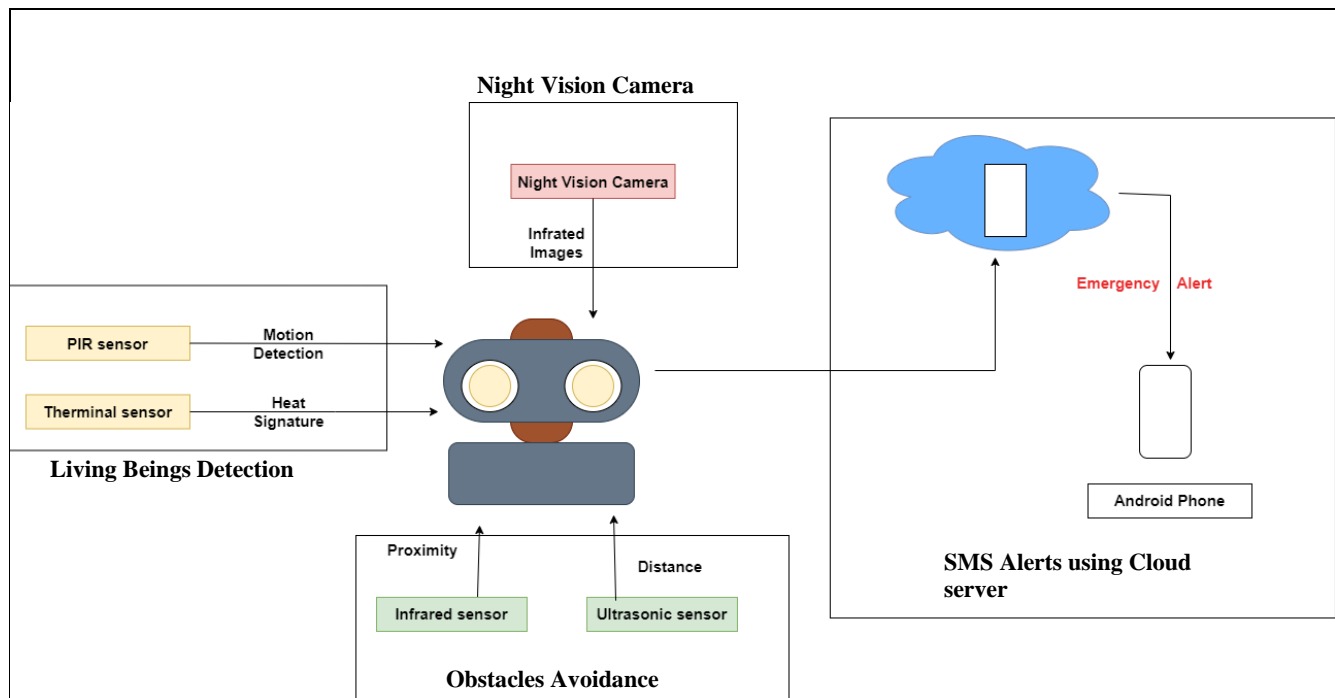 Night Vision Camera
Night Vision Camera
Infrated
Images
PIR sensor
Motion
Detection
Therminal sensor
Heat
Signature
Living Beings Detection
Emergency Alert
Android Phone
SMS Alerts using Cloud
server
Proximity
Distance
Infrared sensor
Ultrasonic sensor
Obstacles Avoidance